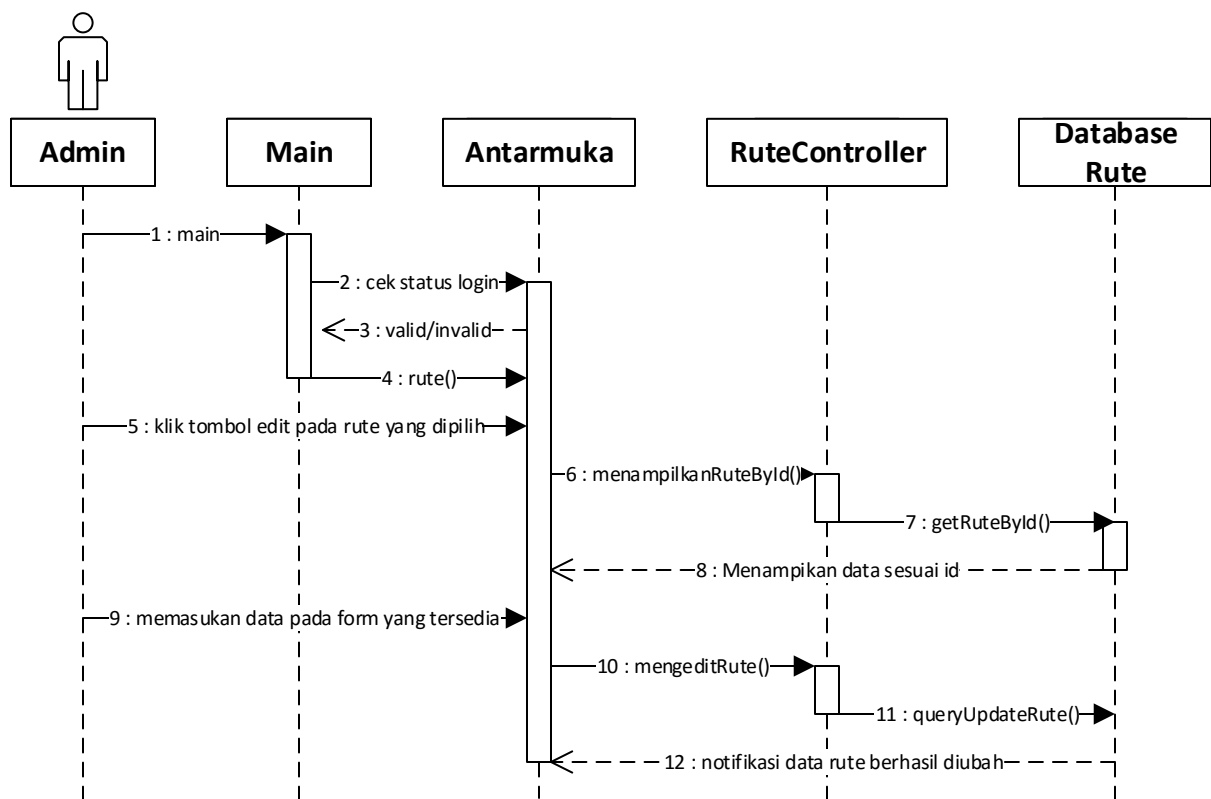 Admin
Main
Antarmuka
RuteController
Database
Rute
1 : main
2 : cek status login
3 : valid/invalid
4 : rute()
5 : klik tombol edit pada rute yang dipilih
6 : menampilkanRuteById()
7 : getRuteById()
8 : Menampikan data sesuai id
9 : memasukan data pada form yang tersedia
10 : mengeditRute()
11 : queryUpdateRute()
12 : notifikasi data rute berhasil diubah